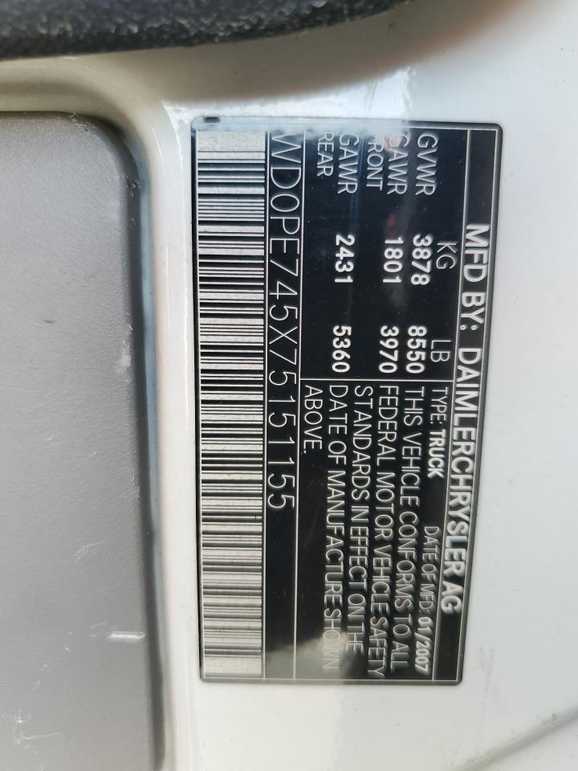 MFD BY: DAIMLERCHRYSLER AG
KG LB DATE OF MFD: 01/2007
GVWR 3878 8550 TYPE: TRUCK
GAWR 1801 3970 THIS VEHICLE CONFORMS TO ALL
FRONT FEDERAL MOTOR VEHICLE SAFETY
GAWR 2431 5360 STANDARDS IN EFFECT ON THE
REAR DATE OF MANUFACTURE SHOWN
ABOVE.
WD0PE745X75151155